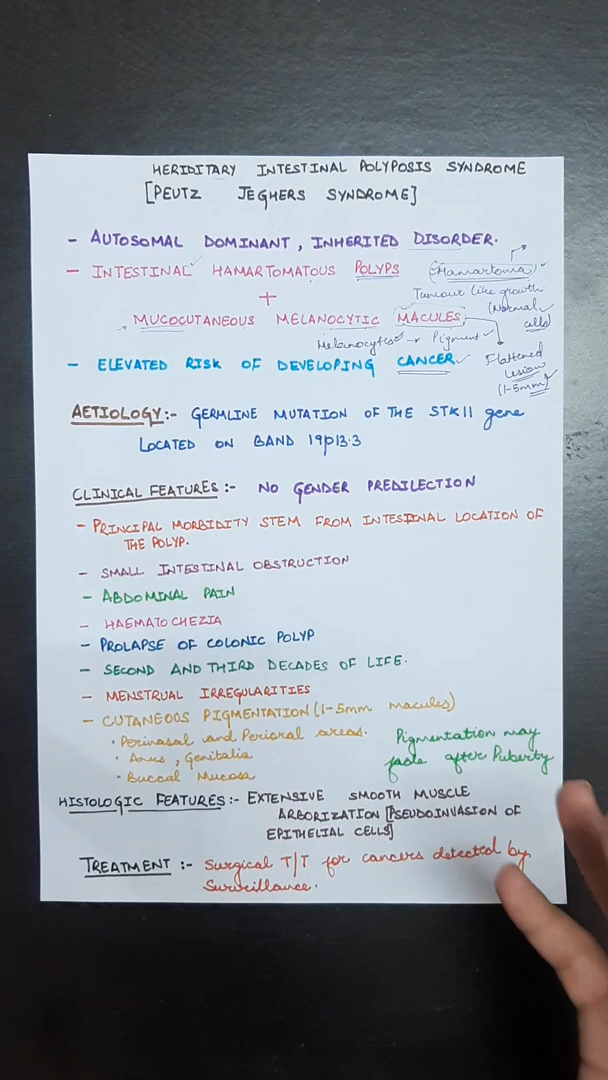 HERIDITARY INTESTINAL POLYPOSIS SYNDROME
[PEUTZ JEGHERS SYNDROME]
- AUTOSOMAL DOMINANT, INHERITED DISORDER.
- INTESTINAL HAMARTOMATOUS POLYPS (Hamartoma)
Tumour like growth
+
(Normal cells)
MUCOCUTANEOUS MELANOCYTIC MACULES
Melanocytes → Pigment
Flattened lesion
(1-5mm)
- ELEVATED RISK OF DEVELOPING CANCER
AETIOLOGY:- GERMLINE MUTATION OF THE STK11 gene
LOCATED ON BAND 19p13.3
CLINICAL FEATURES:- NO GENDER PREDILECTION
- PRINCIPAL MORBIDITY STEM FROM INTESTINAL LOCATION OF
THE POLYP.
- SMALL INTESTINAL OBSTRUCTION
- ABDOMINAL PAIN
- HAEMATOCHEZIA
- PROLAPSE OF COLONIC POLYP
- SECOND AND THIRD DECADES OF LIFE.
- MENSTRUAL IRREGULARITIES
- CUTANEOUS PIGMENTATION (1-5mm macules)
• Perinasal and Perioral areas.
• Anus, Genitalia
• Buccal Mucosa
Pigmentation may
fade after Puberty
HISTOLOGIC FEATURES:- EXTENSIVE SMOOTH MUSCLE
ARBORIZATION [PSEUDOINVASION OF
EPITHELIAL CELLS]
TREATMENT:- Surgical T/T for cancers detected by
Surveillance.